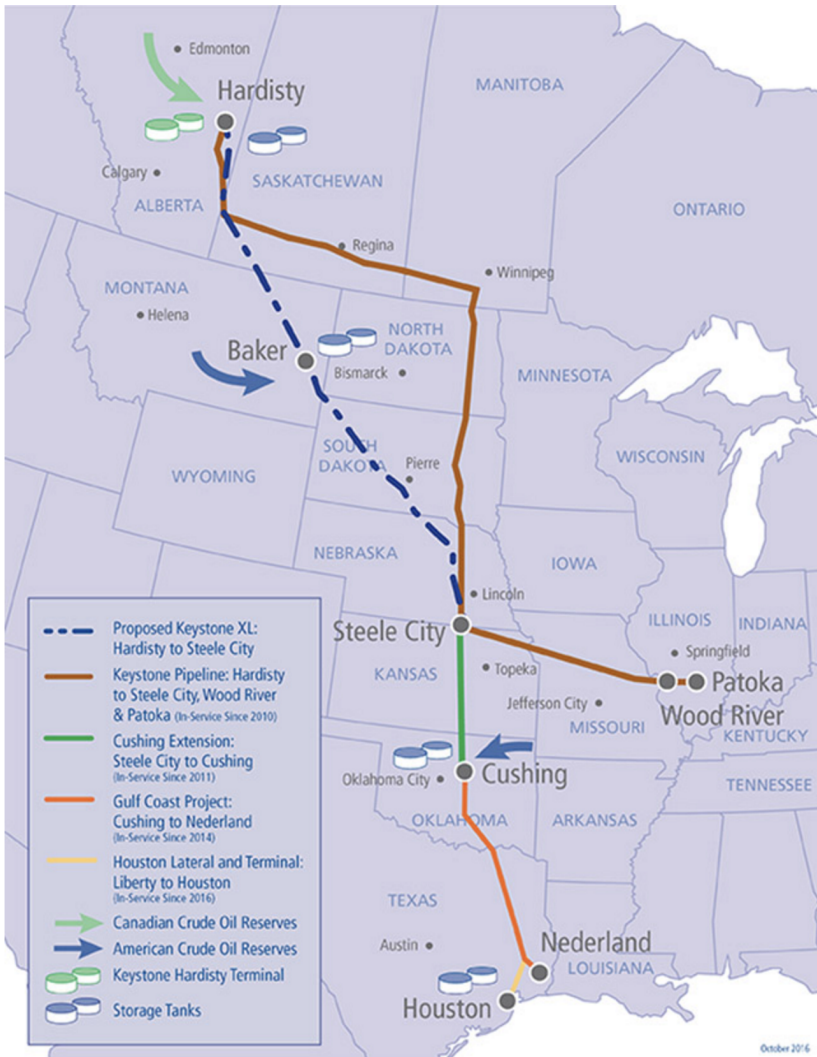 Edmonton
Hardisty
MANITOBA
Calgary
SASKATCHEWAN
ALBERTA
ONTARIO
Regina
Winnipeg
MONTANA
Helena
NORTH
DAKOTA
Baker
Bismarck
MINNESOTA
SOUTH
DAKOTA
Pierre
WISCONSIN
WYOMING
NEBRASKA
IOWA
Lincoln
ILLINOIS
INDIANA
Steele City
Springfield
KANSAS
Topeka
Patoka
Jefferson City
Wood River
MISSOURI
KENTUCKY
Cushing
Oklahoma City
TENNESSEE
OKLAHOMA
ARKANSAS
TEXAS
Austin
Nederland
LOUISIANA
Houston
Proposed Keystone XL:
Hardisty to Steele City
Keystone Pipeline: Hardisty
to Steele City, Wood River
& Patoka (In-Service Since 2010)
Cushing Extension:
Steele City to Cushing
(In-Service Since 2011)
Gulf Coast Project:
Cushing to Nederland
(In-Service Since 2014)
Houston Lateral and Terminal:
Liberty to Houston
(In-Service Since 2016)
Canadian Crude Oil Reserves
American Crude Oil Reserves
Keystone Hardisty Terminal
Storage Tanks
October 2016